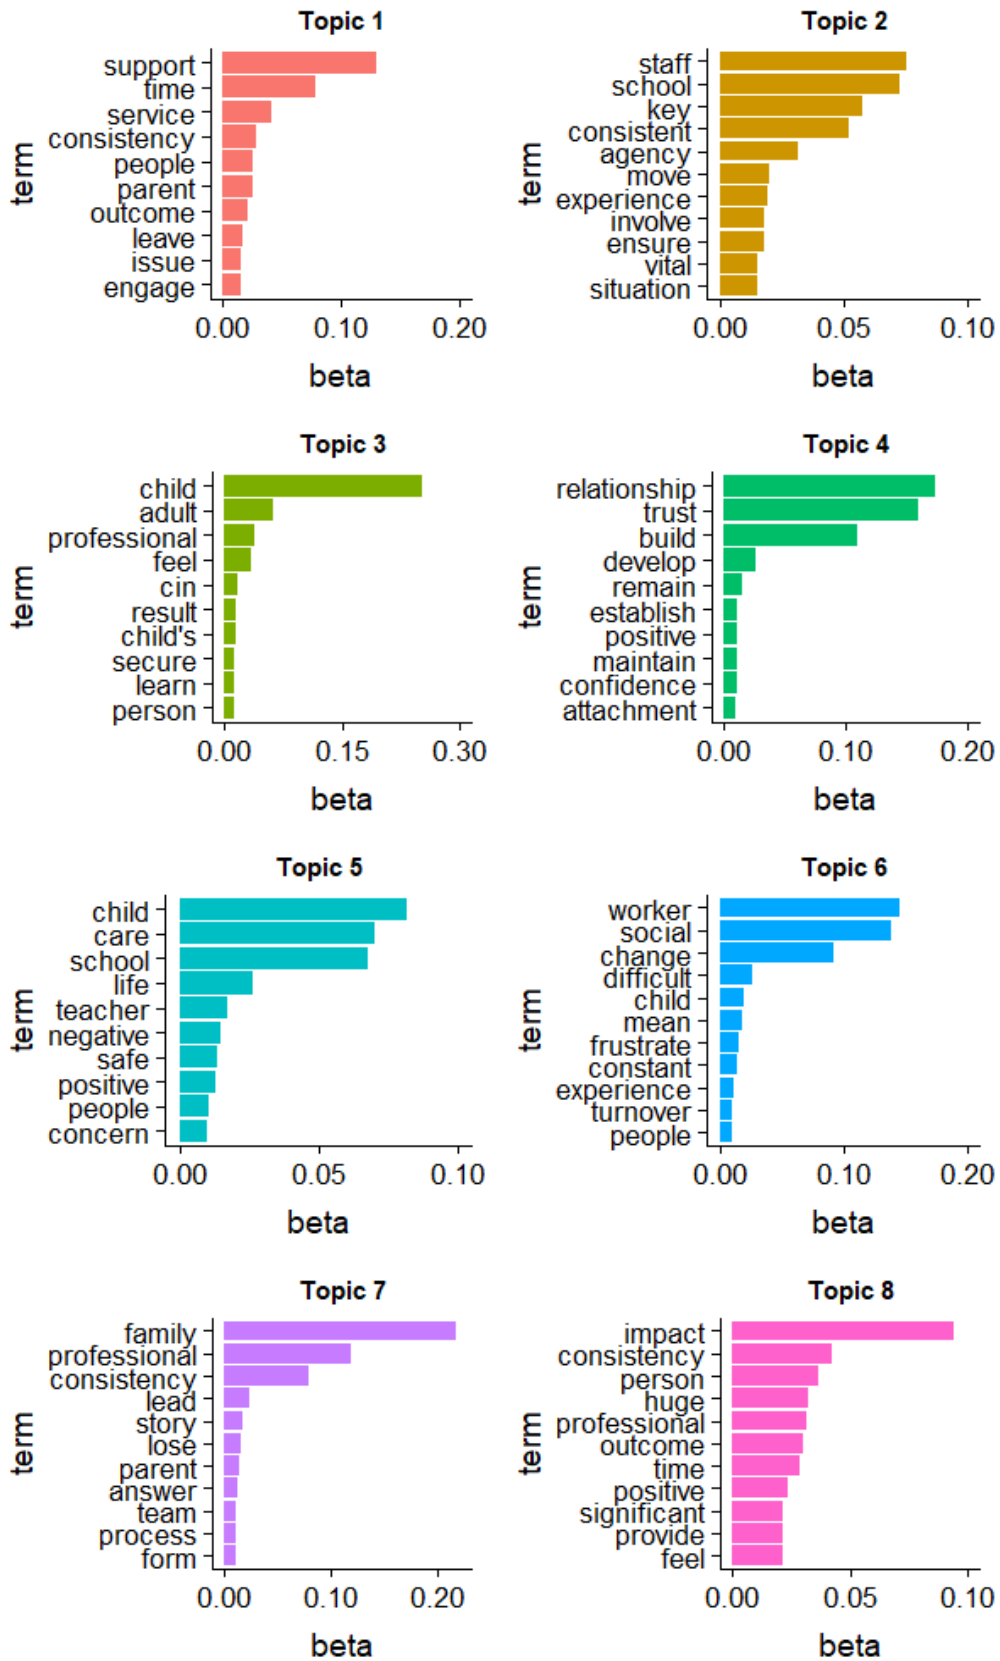 Topic 1
support
time
service
consistency
people
parent
outcome
leave
issue
engage
term
0.00 0.10 0.20
beta
Topic 2
staff
school
key
consistent
agency
move
experience
involve
ensure
vital
situation
term
0.00 0.05 0.10
beta
Topic 3
child
adult
professional
feel
cin
result
child's
secure
learn
person
term
0.00 0.15 0.30
beta
Topic 4
relationship
trust
build
develop
remain
establish
positive
maintain
confidence
attachment
term
0.00 0.10 0.20
beta
Topic 5
child
care
school
life
teacher
negative
safe
positive
people
concern
term
0.00 0.05 0.10
beta
Topic 6
worker
social
change
difficult
child
mean
frustrate
constant
experience
turnover
people
term
0.00 0.10 0.20
beta
Topic 7
family
professional
consistency
lead
story
lose
parent
answer
team
process
form
term
0.00 0.10 0.20
beta
Topic 8
impact
consistency
person
huge
professional
outcome
time
positive
significant
provide
feel
term
0.00 0.05 0.10
beta